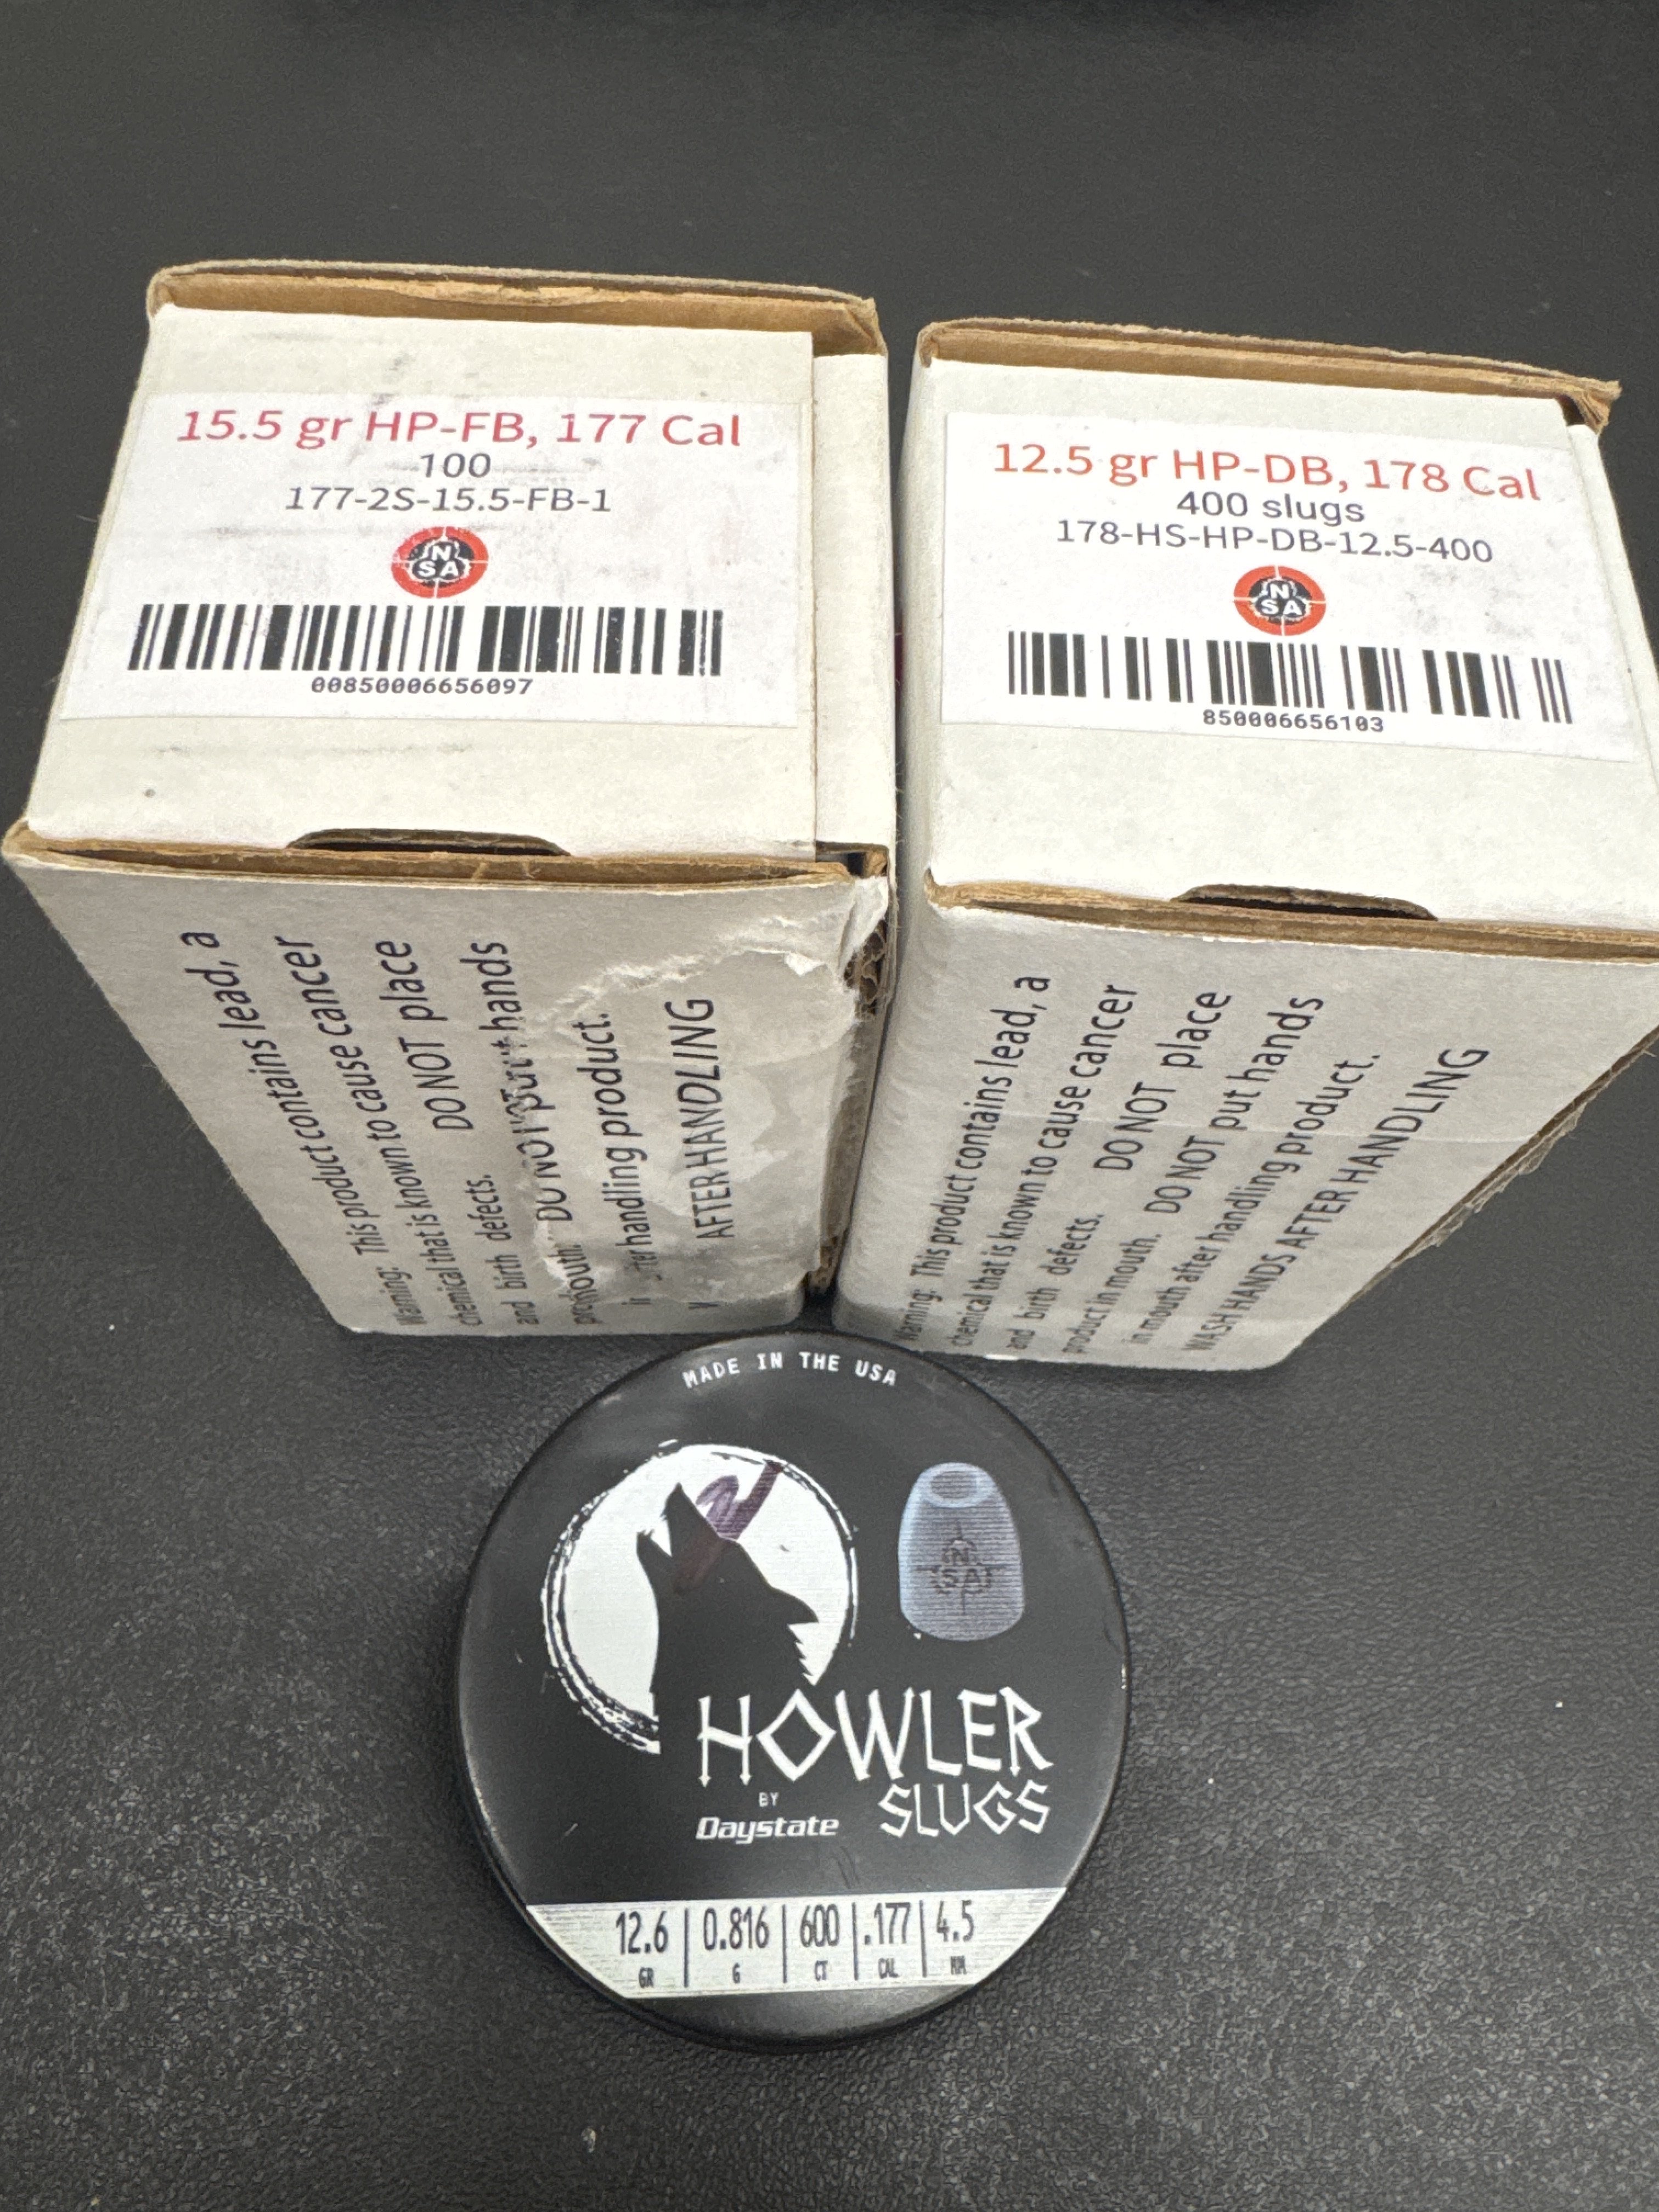 15.5 gr HP-FB, 177 Cal
100
177-2S-15.5-FB-1
N
SA
00850006656097
12.5 gr HP-DB, 178 Cal
400 slugs
178-HS-HP-DB-12.5-400
N
SA
850006656103
Warning: This product contains lead, a
chemical that is known to cause cancer
and birth defects. DO NOT place
mouth. DO NOT put hands
handling product.
AFTER HANDLING
Warning: This product contains lead, a
chemical that is known to cause cancer
and birth defects. DO NOT place
product in mouth. DO NOT put hands
in mouth after handling product.
WASH HANDS AFTER HANDLING
MADE IN THE USA
N
SA
HOWLER
SLUGS
BY
Daystate
12.6 | 0.816 | 600 | .177 | 4.5
GR G CT CAL MM